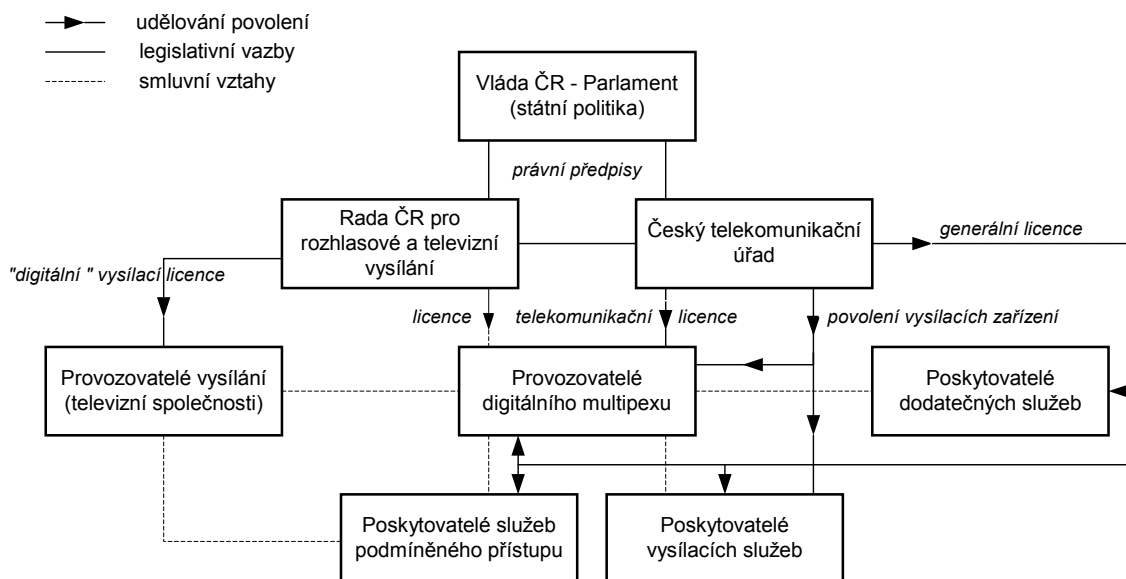 udělování povolení
legislativní vazby
smluvní vztahy
Vláda ČR - Parlament
(státní politika)
právní předpisy
Rada ČR pro
rozhlasové a televizní
vysílání
Český telekomunikační
úřad
generální licence
"digitální " vysílací licence
licence
telekomunikační
licence
povolení vysílacích zařízení
Provozovatelé vysílání
(televizní společnosti)
Provozovatelé
digitálního multipexu
Poskytovatelé
dodatečných služeb
Poskytovatelé služeb
podmíněného přístupu
Poskytovatelé
vysílacích služeb